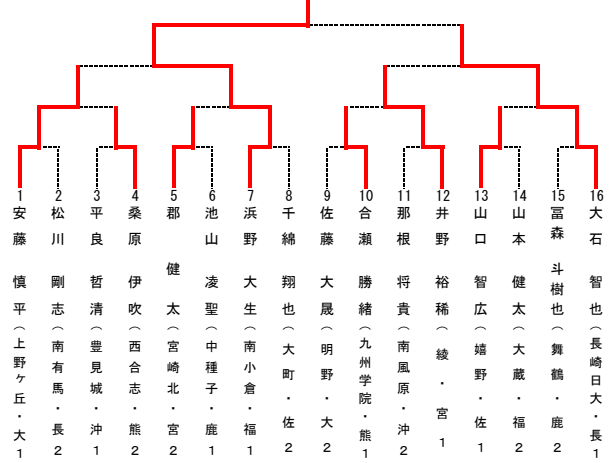 1 安藤 慎平（上野ヶ丘・大1
2 松川 剛志（南有馬・長2
3 平良 哲清（豊見城・沖1
4 桑原 伊吹（西合志・熊2
5 郡 健太（宮崎北・宮2
6 池山 凌聖（中種子・鹿1
7 浜野 大生（南小倉・福1
8 千綿 翔也（大町・佐2
9 佐藤 大晟（明野・大2
10 合瀬 勝緒（九州学院・熊1
11 那根 将貴（南風原・沖2
12 井野 裕稀（綾・宮1
13 山口 智広（嬉野・佐1
14 山本 健太（大蔵・福2
15 冨森 斗樹也（舞鶴・鹿2
16 大石 智也（長崎日大・長1